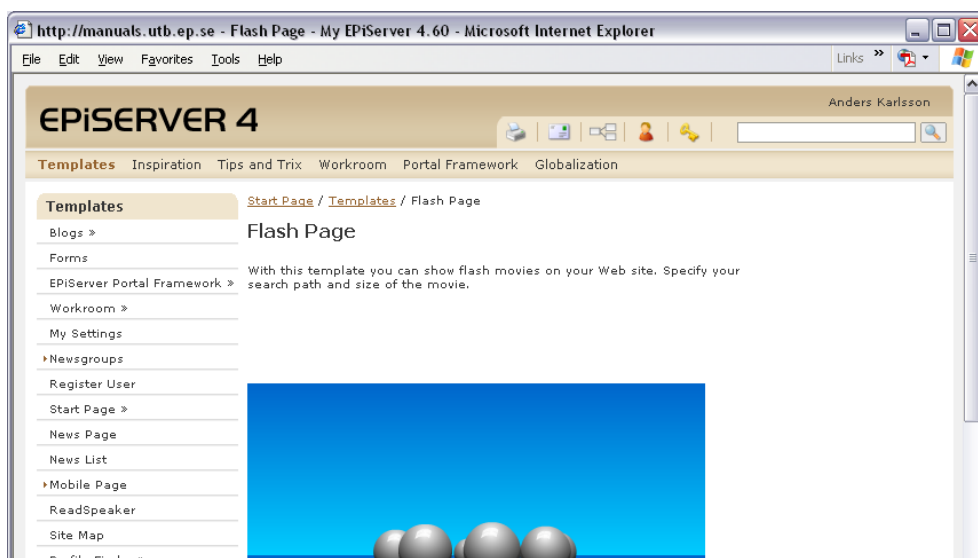 http://manuals.utb.ep.se - Flash Page - My EPiServer 4.60 - Microsoft Internet Explorer
File Edit View Favorites Tools Help Links »
Anders Karlsson
EPiSERVER 4
Templates Inspiration Tips and Trix Workroom Portal Framework Globalization
Templates
Blogs »
Forms
EPiServer Portal Framework »
Workroom »
My Settings
Newsgroups
Register User
Start Page »
News Page
News List
Mobile Page
ReadSpeaker
Site Map
Start Page / Templates / Flash Page
Flash Page
With this template you can show flash movies on your Web site. Specify your
search path and size of the movie.